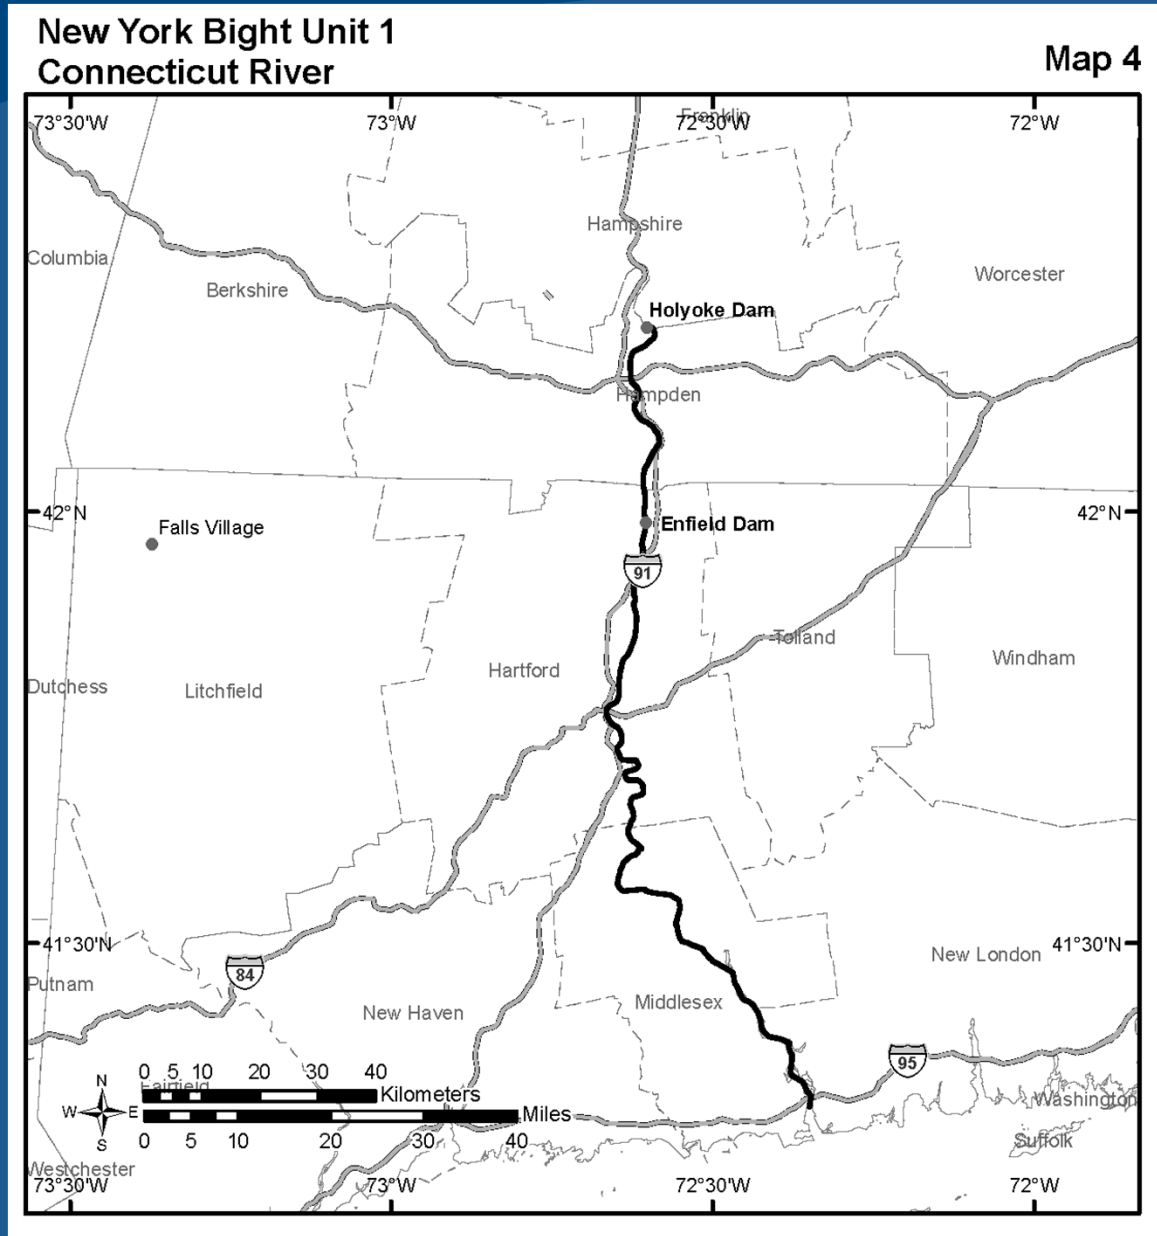 New York Bight Unit 1
Connecticut River
Map 4
73°30'W
73°W
72°30'W
72°W
Franklin
Hampshire
Columbia
Berkshire
Worcester
Holyoke Dam
Hampden
42°N
42°N
Falls Village
Enfield Dam
91
Tolland
Hartford
Windham
Dutchess
Litchfield
41°30'N
41°30'N
New London
84
Putnam
Middlesex
New Haven
95
0 5 10 20 30 40
Fairfield
Kilometers
N
W E
S
Miles
0 5 10 20 30 40
Washington
Suffolk
Westchester
73°30'W
73°W
72°30'W
72°W